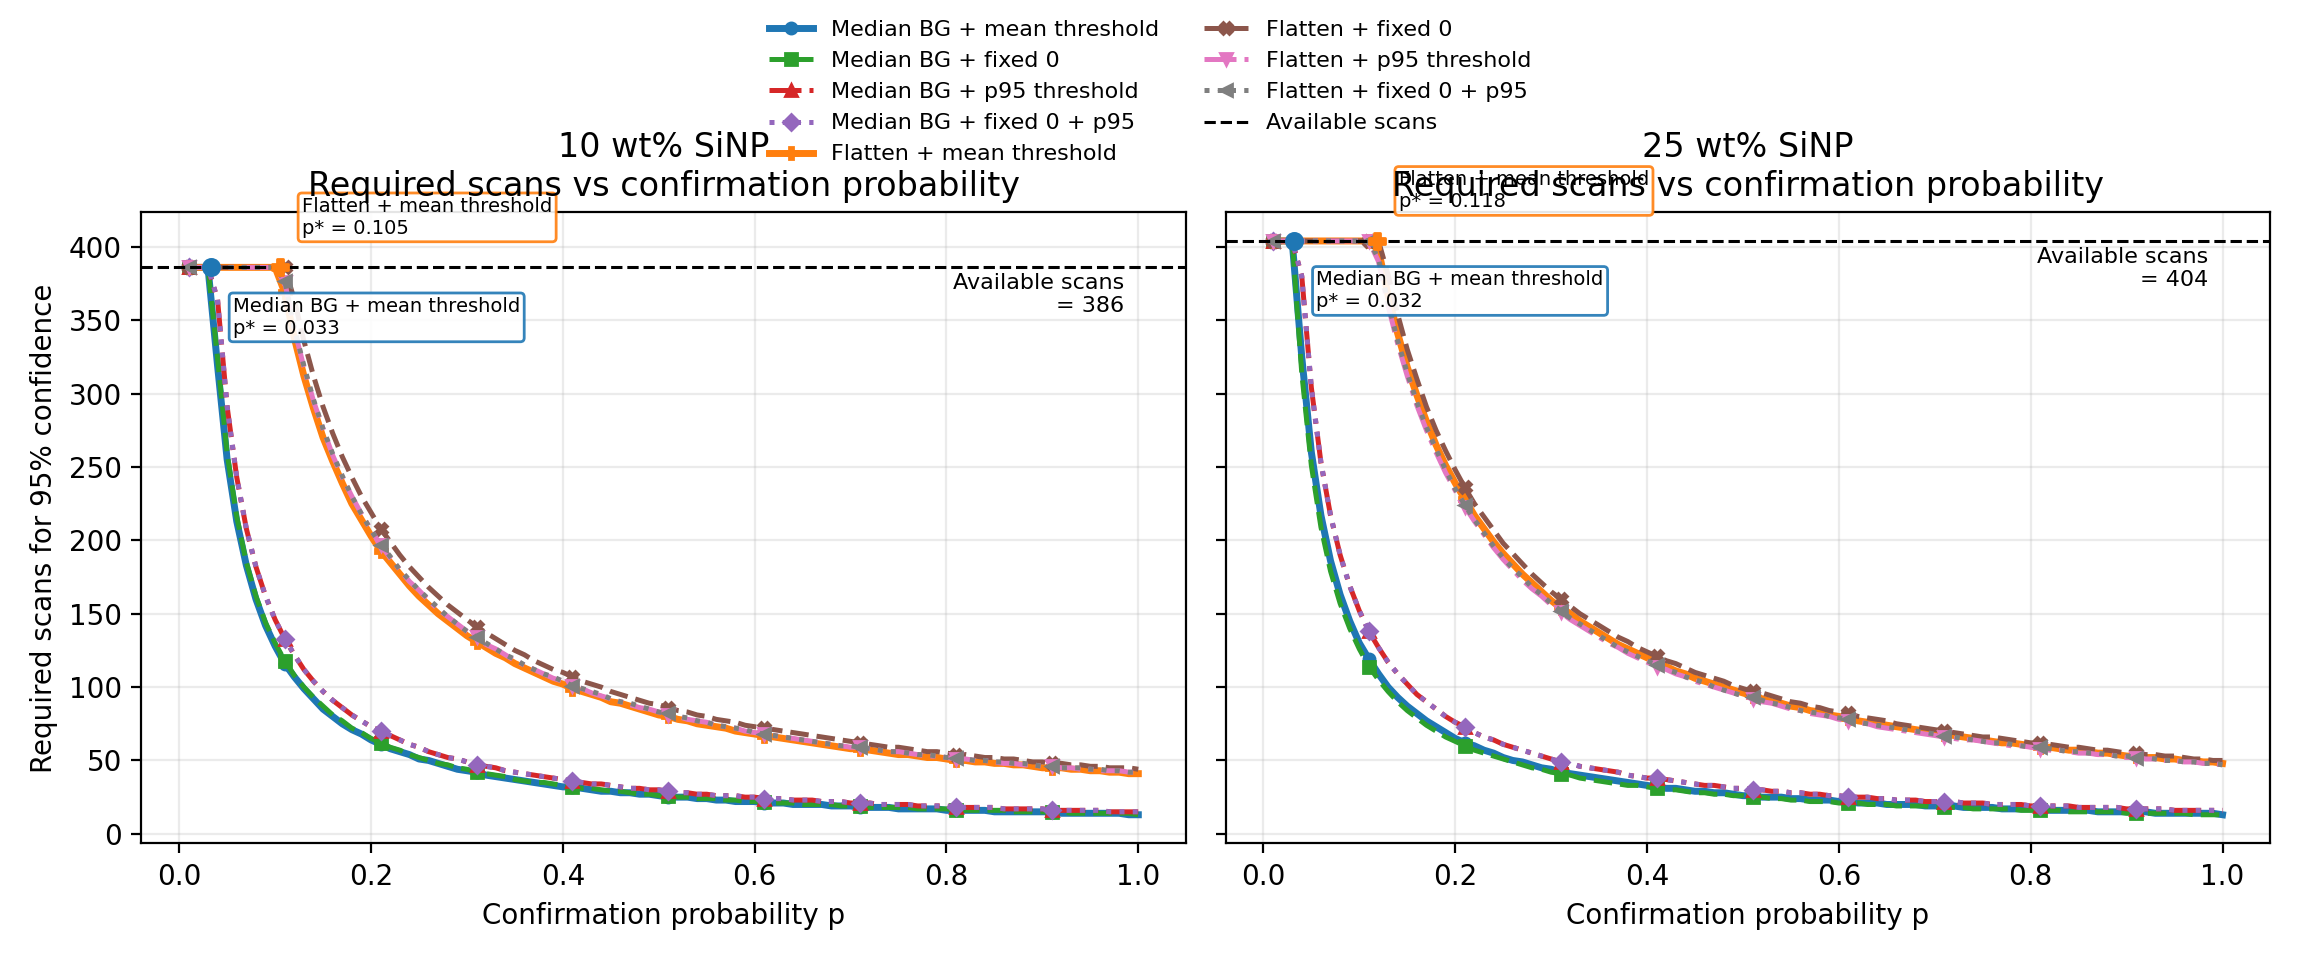 Median BG + mean threshold
Median BG + fixed 0
Median BG + p95 threshold
Median BG + fixed 0 + p95
Flatten + mean threshold
Flatten + fixed 0
Flatten + p95 threshold
Flatten + fixed 0 + p95
Available scans
10 wt% SiNP
Required scans vs confirmation probability
Flatten + mean threshold
p* = 0.105
Median BG + mean threshold
p* = 0.033
Available scans
= 386
Required scans for 95% confidence
400
350
300
250
200
150
100
50
0
0.0 0.2 0.4 0.6 0.8 1.0
Confirmation probability p
25 wt% SiNP
Required scans vs confirmation probability
Flatten + mean threshold
p* = 0.118
Median BG + mean threshold
p* = 0.032
Available scans
= 404
0.0 0.2 0.4 0.6 0.8 1.0
Confirmation probability p